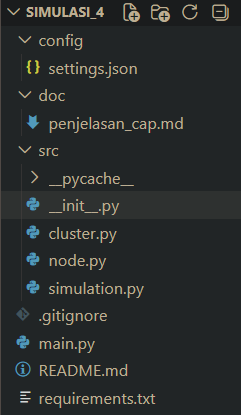 SIMULASI_4
config
{} settings.json
doc
penjelasan_cap.md
src
__pycache__
__init__.py
cluster.py
node.py
simulation.py
.gitignore
main.py
README.md
requirements.txt